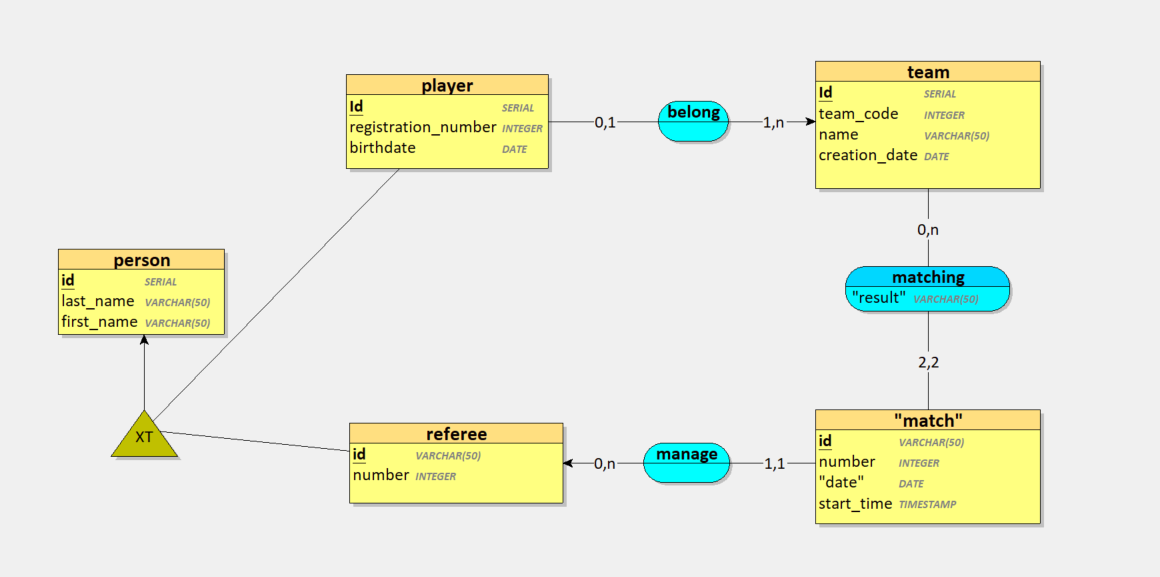 player
Id SERIAL
registration_number INTEGER
birthdate DATE
0,1
belong
1,n
team
Id SERIAL
team_code INTEGER
name VARCHAR(50)
creation_date DATE
0,n
matching
"result" VARCHAR(50)
2,2
person
id SERIAL
last_name VARCHAR(50)
first_name VARCHAR(50)
XT
referee
id VARCHAR(50)
number INTEGER
0,n
manage
1,1
"match"
id VARCHAR(50)
number INTEGER
"date" DATE
start_time TIMESTAMP